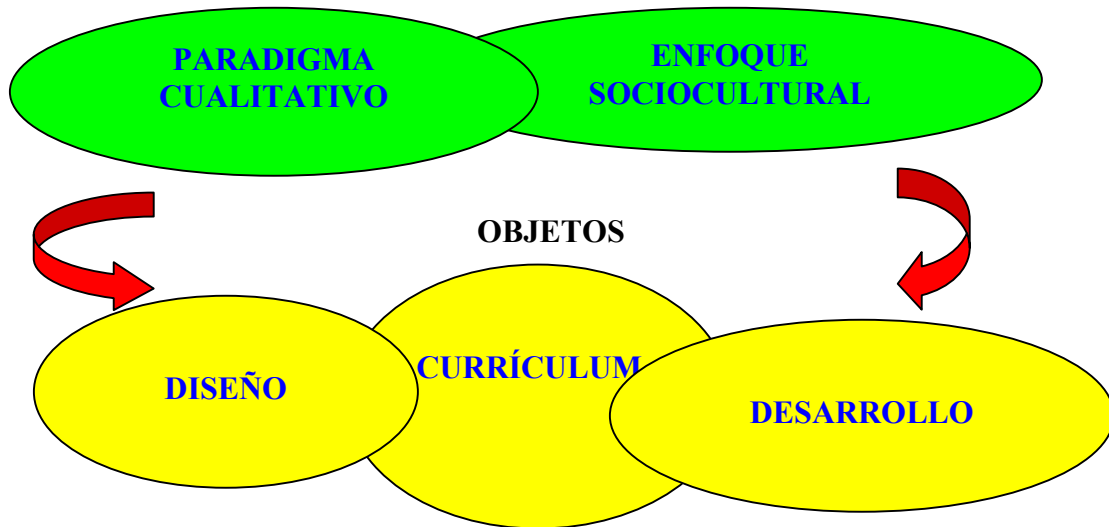 PARADIGMA
CUALITATIVO
ENFOQUE
SOCIOCULTURAL
OBJETOS
DISEÑO
CURRÍCULUM
DESARROLLO